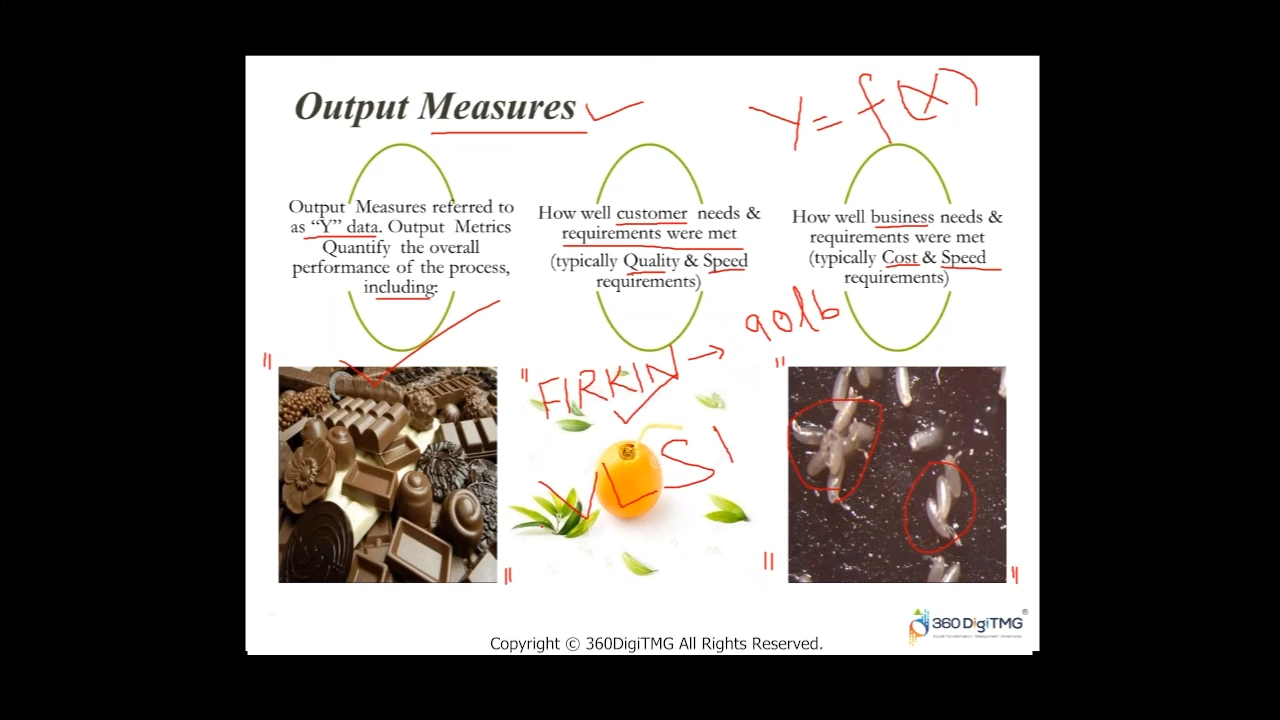 Output Measures
Y = f(x)
Output Measures referred to
as “Y” data. Output Metrics
Quantify the overall
performance of the process,
including:
How well customer needs &
requirements were met
(typically Quality & Speed
requirements)
How well business needs &
requirements were met
(typically Cost & Speed
requirements)
" FIRKIN → 90lb "
VLSI
360DigiTMG®
Copyright © 360DigiTMG All Rights Reserved.